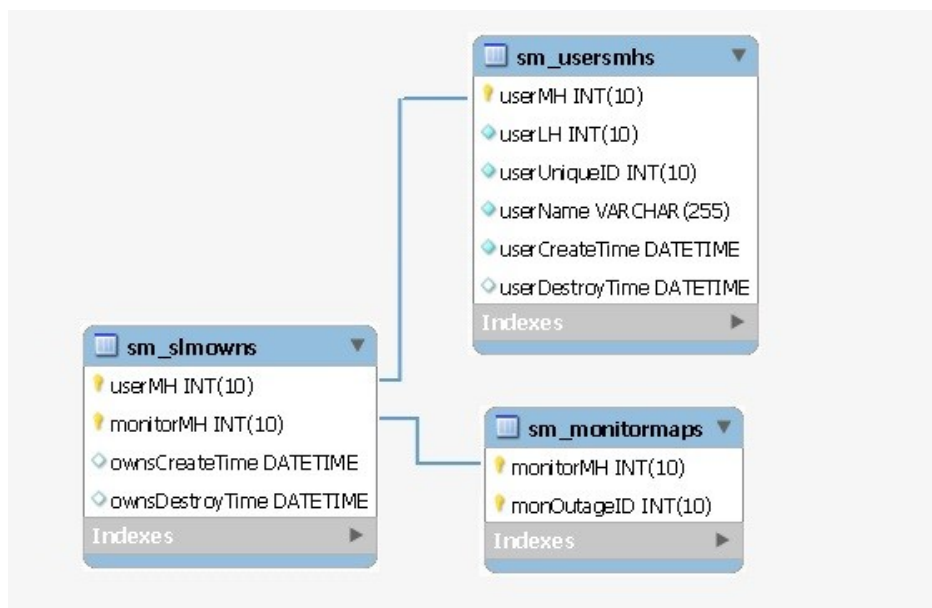 sm_usersmhs
userMH INT(10)
userLH INT(10)
userUniqueID INT(10)
userName VARCHAR(255)
userCreateTime DATETIME
userDestroyTime DATETIME
Indexes
sm_slmowns
userMH INT(10)
monitorMH INT(10)
ownsCreateTime DATETIME
ownsDestroyTime DATETIME
Indexes
sm_monitormaps
monitorMH INT(10)
monOutageID INT(10)
Indexes